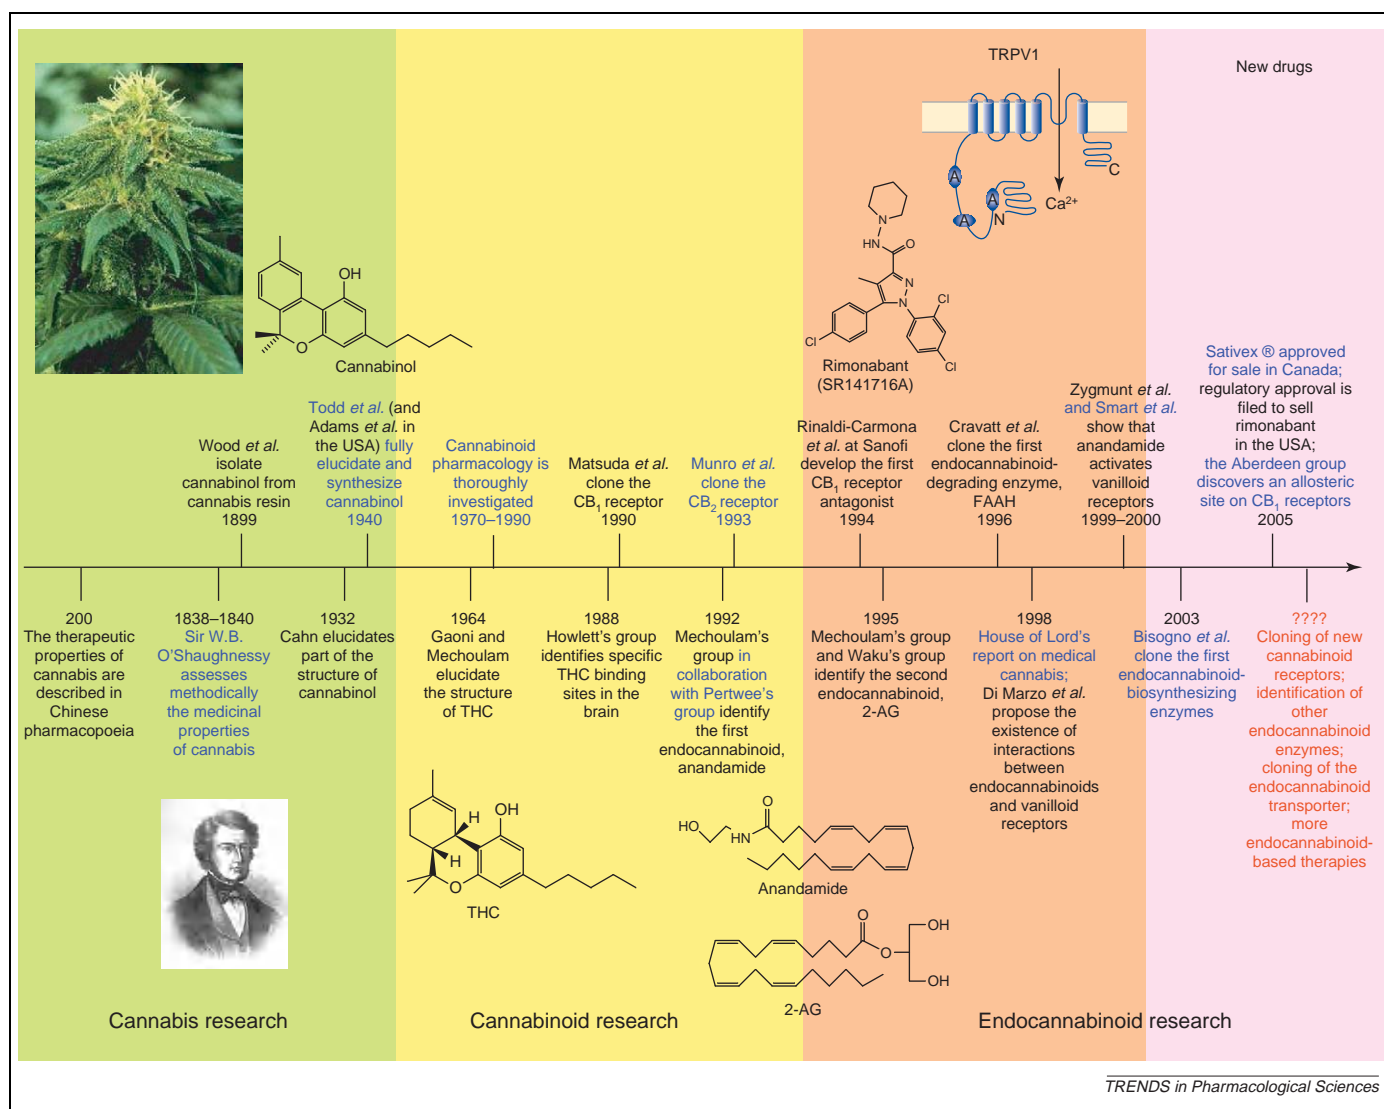 TRPV1
New drugs
C
A
A
A
N
Ca2+
OH
O
Cannabinol
N
HN
O
N
N
Cl
Cl
Cl
Rimonabant
(SR141716A)
Wood et al.
isolate
cannabinol from
cannabis resin
1899
Todd et al. (and
Adams et al. in
the USA) fully
elucidate and
synthesize
cannabinol
1940
Cannabinoid
pharmacology is
thoroughly
investigated
1970–1990
Matsuda et al.
clone the
CB1 receptor
1990
Munro et al.
clone the
CB2 receptor
1993
Rinaldi-Carmona
et al. at Sanofi
develop the first
CB1 receptor
antagonist
1994
Cravatt et al.
clone the first
endocannabinoid-
degrading enzyme,
FAAH
1996
Zygmunt et al.
and Smart et al.
show that
anandamide
activates
vanilloid
receptors
1999–2000
Sativex ® approved
for sale in Canada;
regulatory approval is
filed to sell
rimonabant
in the USA;
the Aberdeen group
discovers an allosteric
site on CB1 receptors
2005
200
The therapeutic
properties of
cannabis are
described in
Chinese
pharmacopoeia
1838–1840
Sir W.B.
O'Shaughnessy
assesses
methodically
the medicinal
properties
of cannabis
1932
Cahn elucidates
part of the
structure of
cannabinol
1964
Gaoni and
Mechoulam
elucidate
the structure
of THC
1988
Howlett's group
identifies specific
THC binding
sites in the
brain
1992
Mechoulam's
group in
collaboration
with Pertwee's
group identify
the first
endocannabinoid,
anandamide
1995
Mechoulam's group
and Waku's group
identify the second
endocannabinoid,
2-AG
1998
House of Lord's
report on medical
cannabis;
Di Marzo et al.
propose the
existence of
interactions
between
endocannabinoids
and vanilloid
receptors
2003
Bisogno et al.
clone the first
endocannabinoid-
biosynthesizing
enzymes
????
Cloning of new
cannabinoid
receptors;
identification of
other
endocannabinoid
enzymes;
cloning of the
endocannabinoid
transporter;
more
endocannabinoid-
based therapies
H
OH
H
O
THC
O
HO
HN
Anandamide
O
O
OH
OH
2-AG
Cannabis research
Cannabinoid research
Endocannabinoid research
TRENDS in Pharmacological Sciences